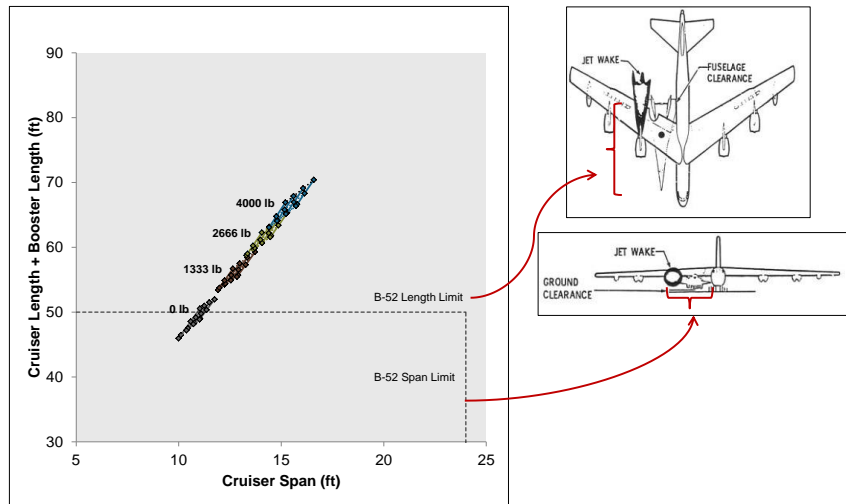 90
80
70
60
50
40
30
5
10
15
20
25
Cruiser Length + Booster Length (ft)
Cruiser Span (ft)
4000 lb
2666 lb
1333 lb
0 lb
B-52 Length Limit
B-52 Span Limit
JET WAKE
FUSELAGE
CLEARANCE
JET WAKE
GROUND
CLEARANCE